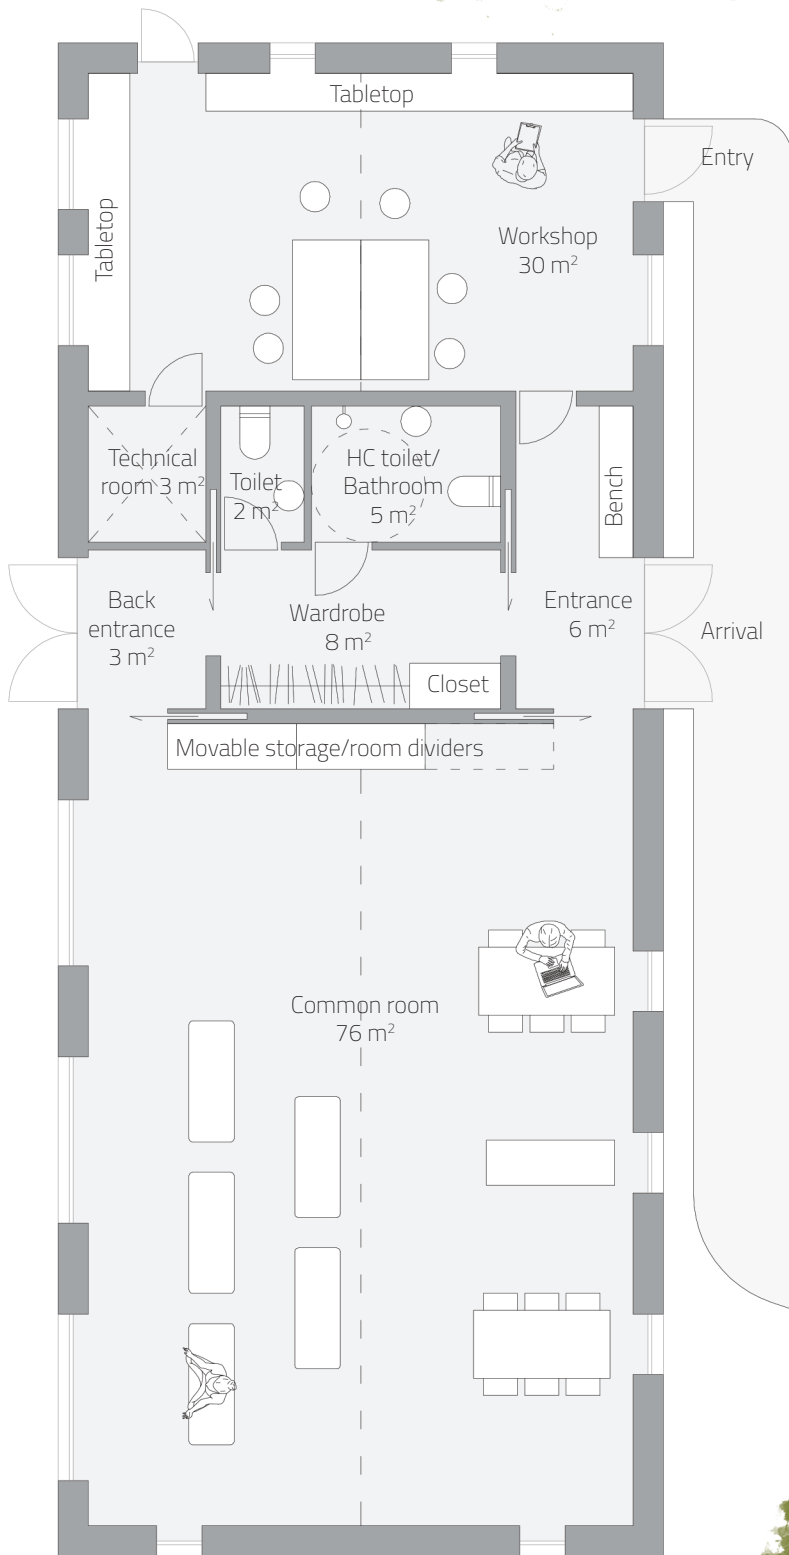 Tabletop
Entry
Tabletop
Workshop
30 m²
Technical
room 3 m²
Toilet
2 m²
HC toilet/
Bathroom
5 m²
Bench
Back
entrance
3 m²
Wardrobe
8 m²
Entrance
6 m²
Arrival
Closet
Movable storage/room dividers
Common room
76 m²